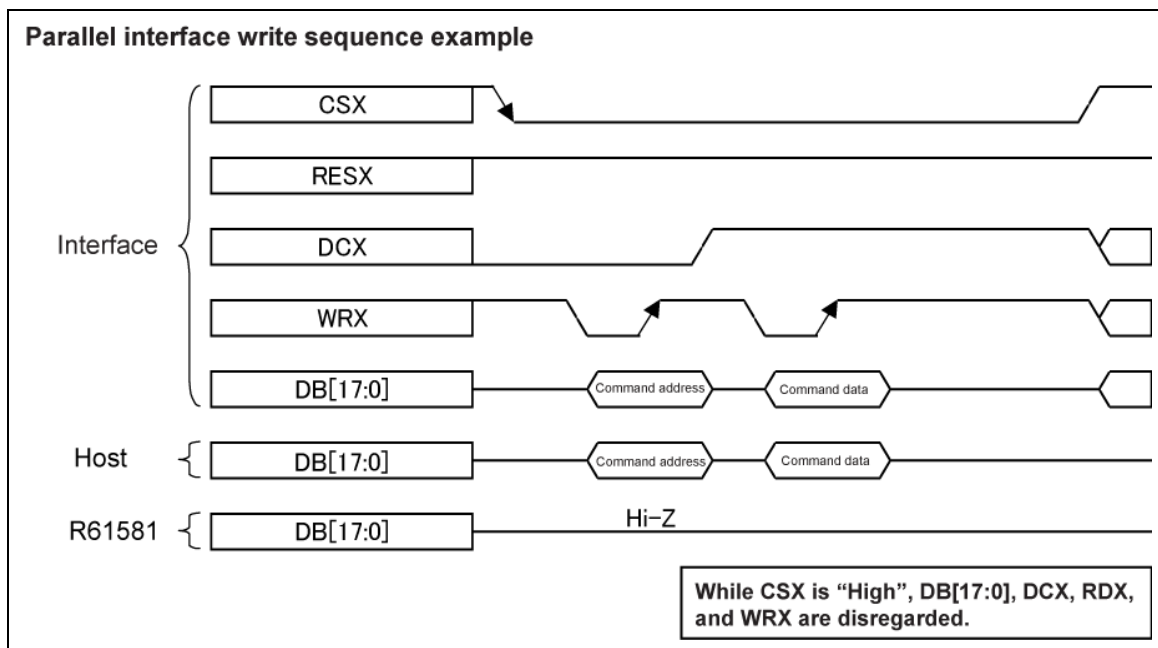 Parallel interface write sequence example
CSX
RESX
Interface
DCX
WRX
DB[17:0]
Command address
Command data
Host
DB[17:0]
Command address
Command data
R61581
DB[17:0]
Hi-Z
While CSX is “High”, DB[17:0], DCX, RDX,
and WRX are disregarded.